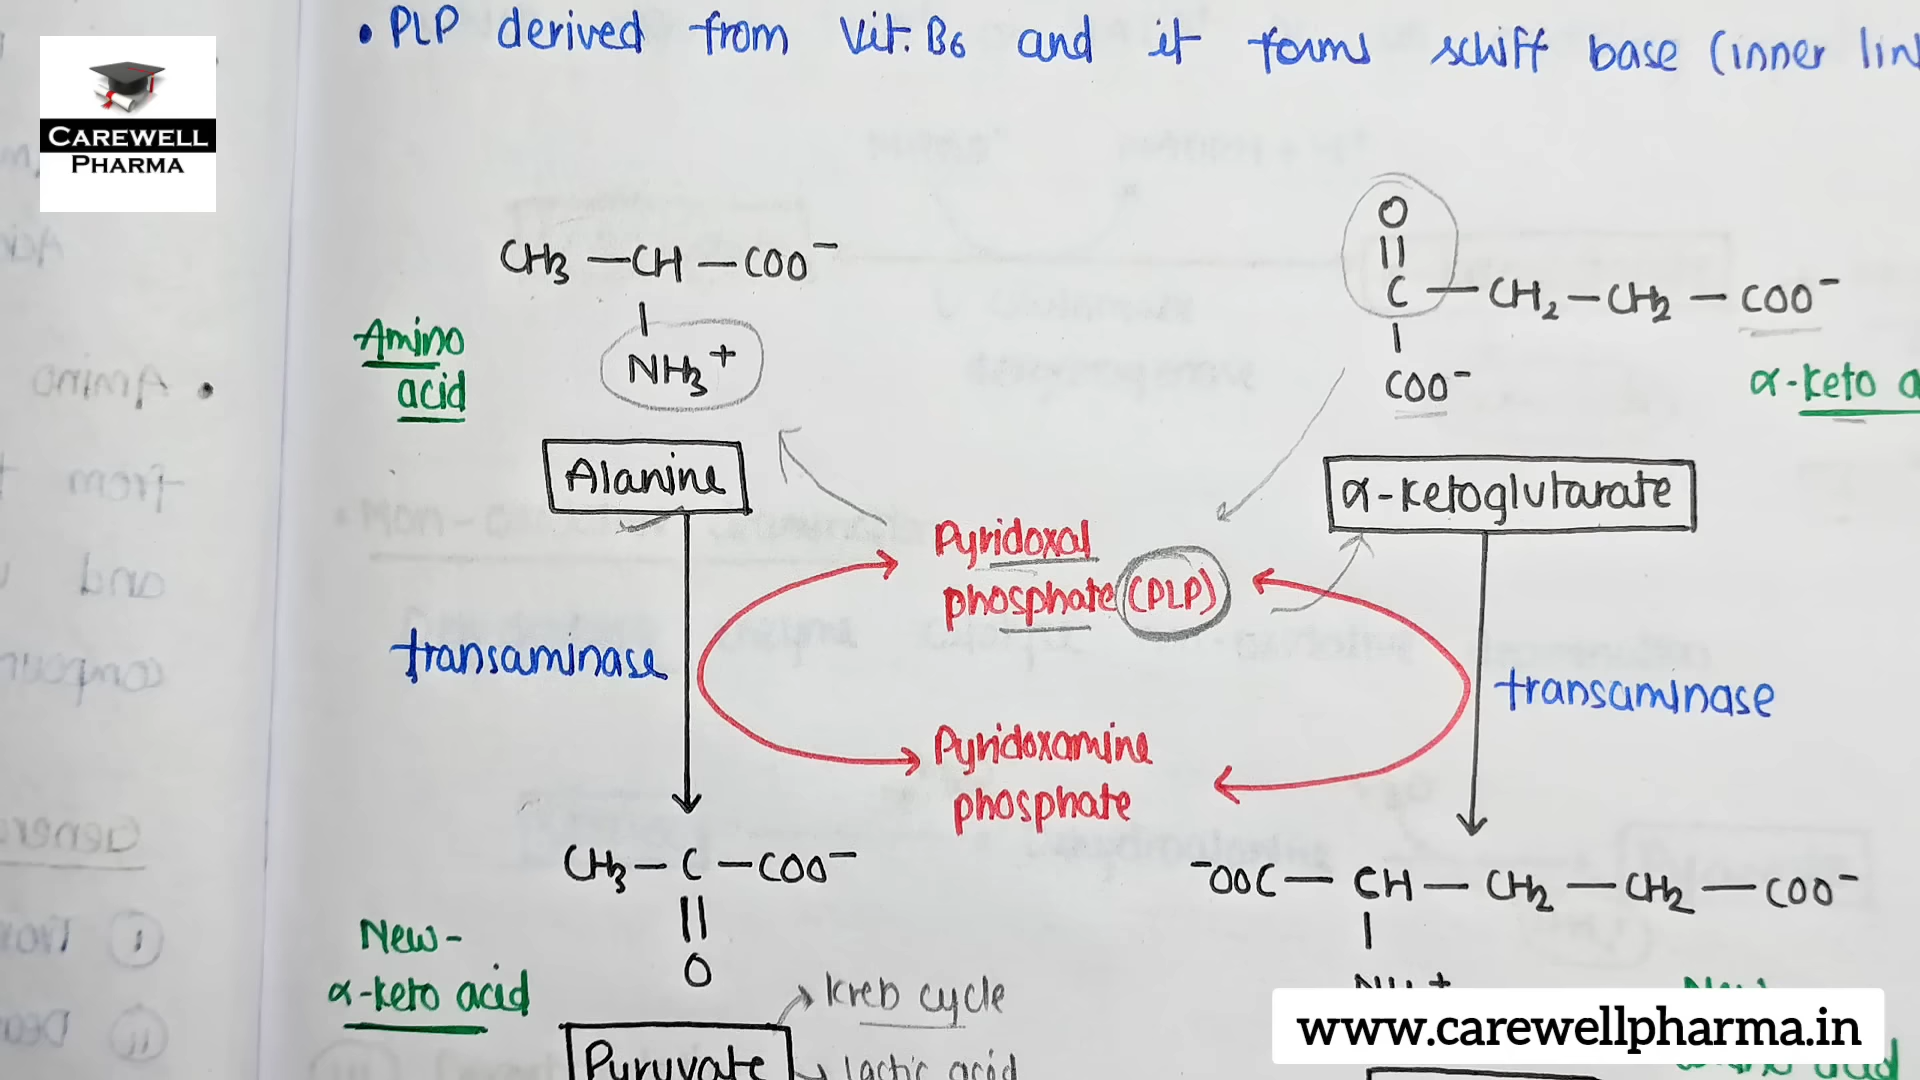 • PLP derived from Vit. B6 and it forms schiff base (inner
CAREWELL
PHARMA
CH3 — CH — COO⁻
|
NH3⁺
O
||
C — CH2 — CH2 — COO⁻
|
COO⁻
Amino
acid
α-keto
Alanine
α-ketoglutarate
Pyridoxal
phosphate (PLP)
transaminase
transaminase
Pyridoxamine
phosphate
CH3 — C — COO⁻
||
O
⁻OOC — CH — CH2 — CH2 — COO⁻
|
New-
α-keto acid
Kreb cycle
Pyruvate
lactic acid
www.carewellpharma.in